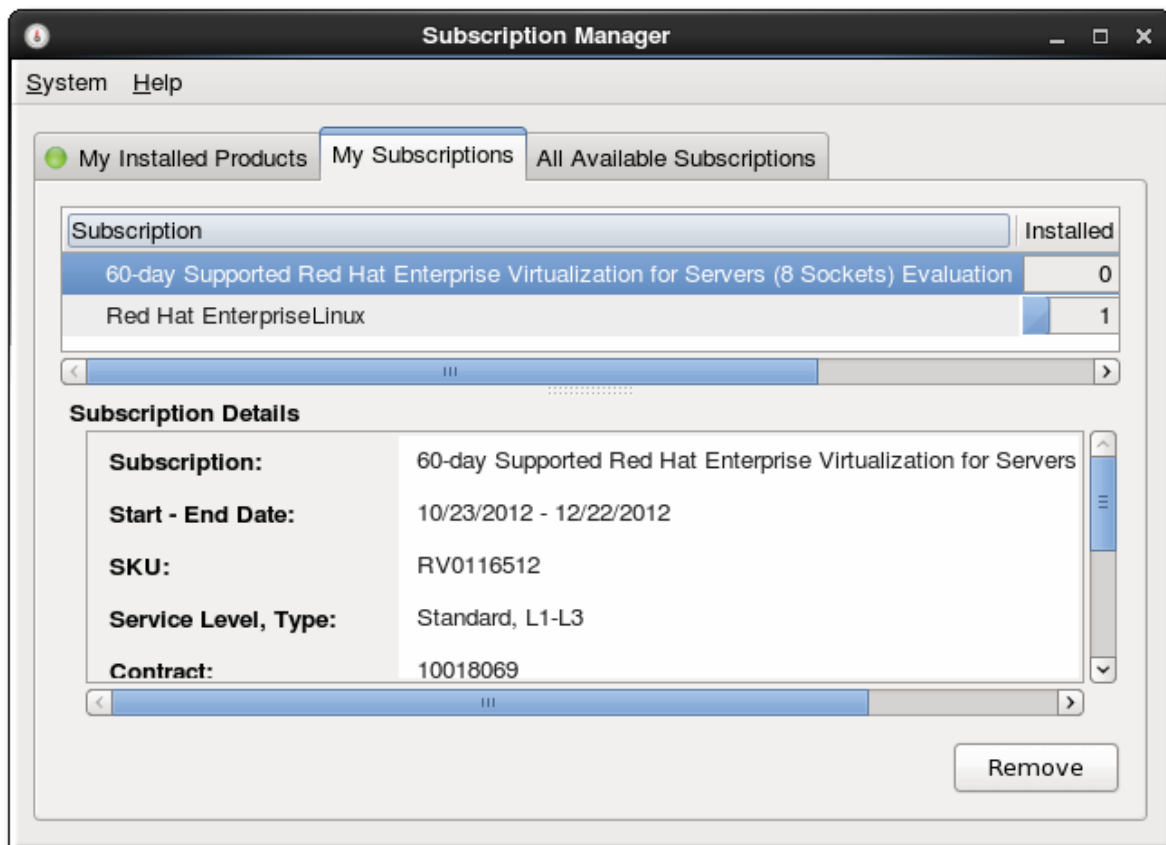 Subscription Manager
System Help
My Installed Products My Subscriptions All Available Subscriptions
Subscription Installed
60-day Supported Red Hat Enterprise Virtualization for Servers (8 Sockets) Evaluation 0
Red Hat EnterpriseLinux 1
Subscription Details
Subscription: 60-day Supported Red Hat Enterprise Virtualization for Servers
Start - End Date: 10/23/2012 - 12/22/2012
SKU: RV0116512
Service Level, Type: Standard, L1-L3
Contract: 10018069
Remove